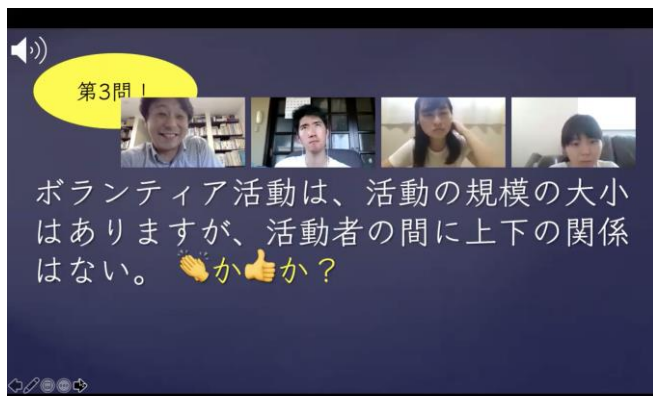 第3問！
ボランティア活動は、活動の規模の大小
はありますが、活動者の間に上下の関係
はない。 👏か👍か？